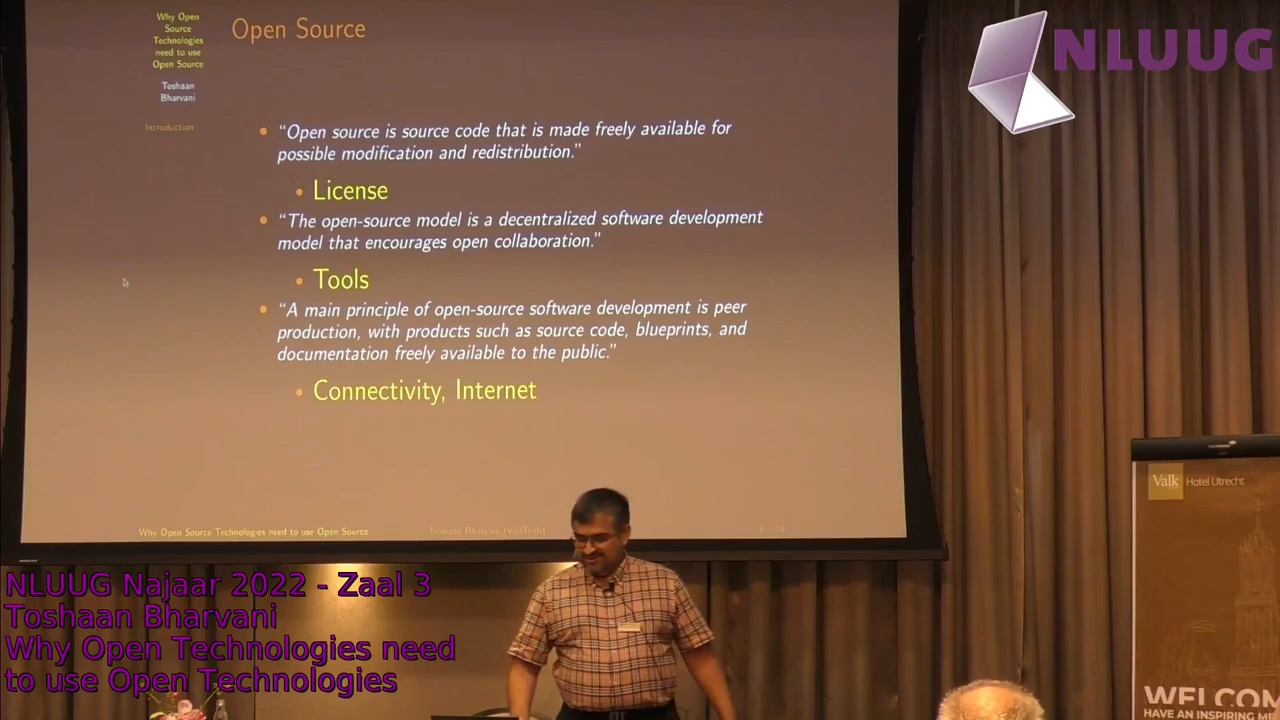 Why Open
Source
Technologies
need to use
Open Source
Toshaan
Bharvani
Introduction
Open Source
“Open source is source code that is made freely available for
possible modification and redistribution.”
License
“The open-source model is a decentralized software development
model that encourages open collaboration.”
Tools
“A main principle of open-source software development is peer
production, with products such as source code, blueprints, and
documentation freely available to the public.”
Connectivity, Internet
Why Open Source Technologies need to use Open Source
Toshaan Bharvani (VanTosh)
NLUUG
Valk Hotel Utrecht
WELCOM
HAVE AN INSPIRING ME
NLUUG Najaar 2022 - Zaal 3
Toshaan Bharvani
Why Open Technologies need
to use Open Technologies